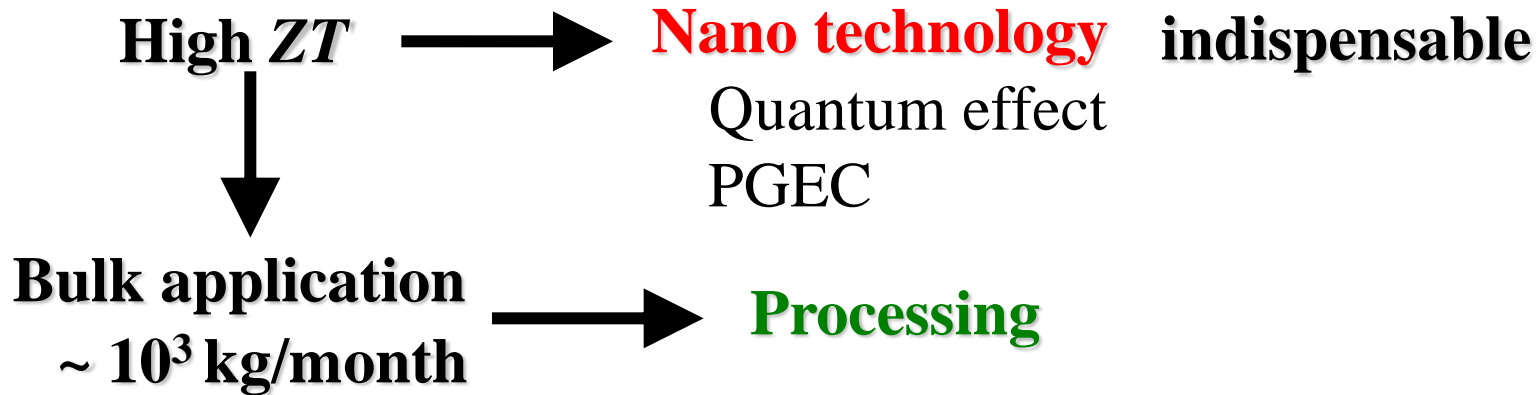 High ZT Nano technology indispensable
Quantum effect
PGEC
Bulk application
~ 10³ kg/month Processing